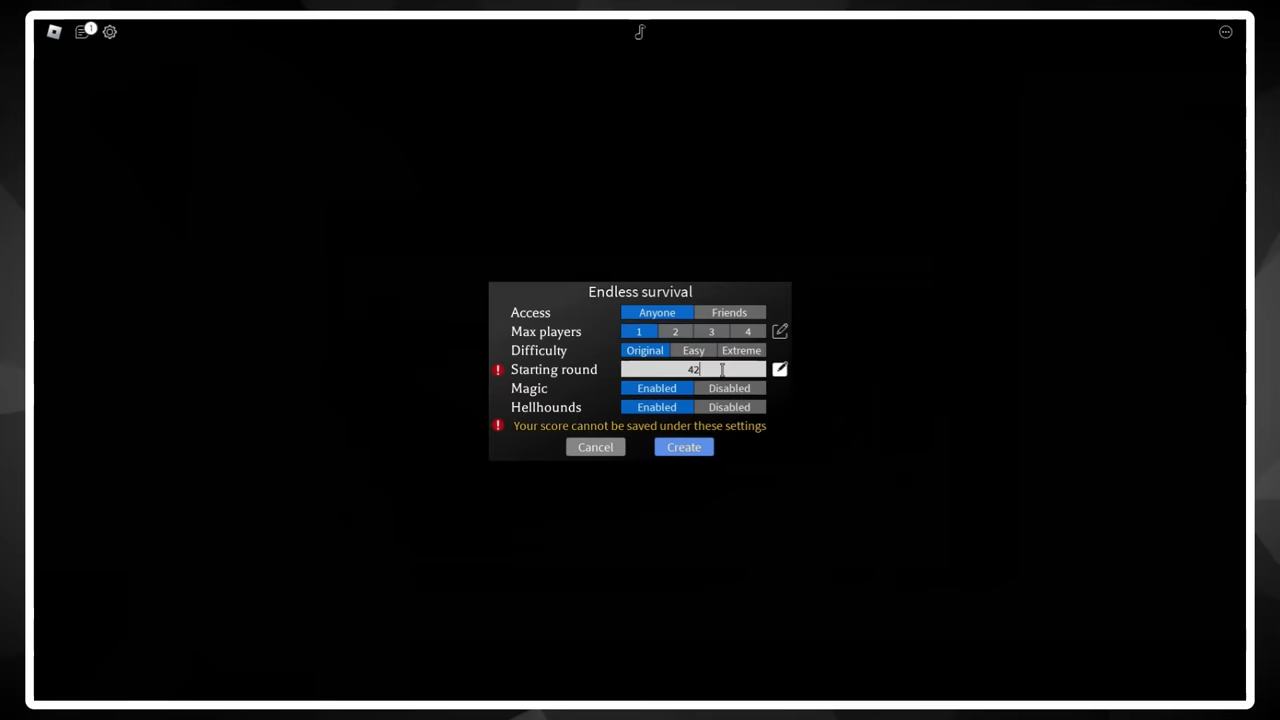 1
Endless survival
Access Anyone Friends
Max players 1 2 3 4
Difficulty Original Easy Extreme
! Starting round 42
Magic Enabled Disabled
Hellhounds Enabled Disabled
! Your score cannot be saved under these settings
Cancel Create